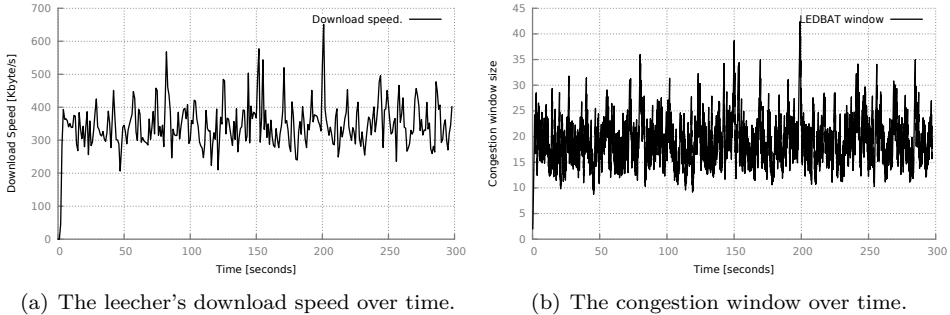 700
600
500
400
300
200
100
0
Download Speed [Kbyte/s]
Download speed.
0 50 100 150 200 250 300
Time [seconds]
(a) The leecher's download speed over time.
45
40
35
30
25
20
15
10
5
0
Congestion window size
LEDBAT window
0 50 100 150 200 250 300
Time [seconds]
(b) The congestion window over time.